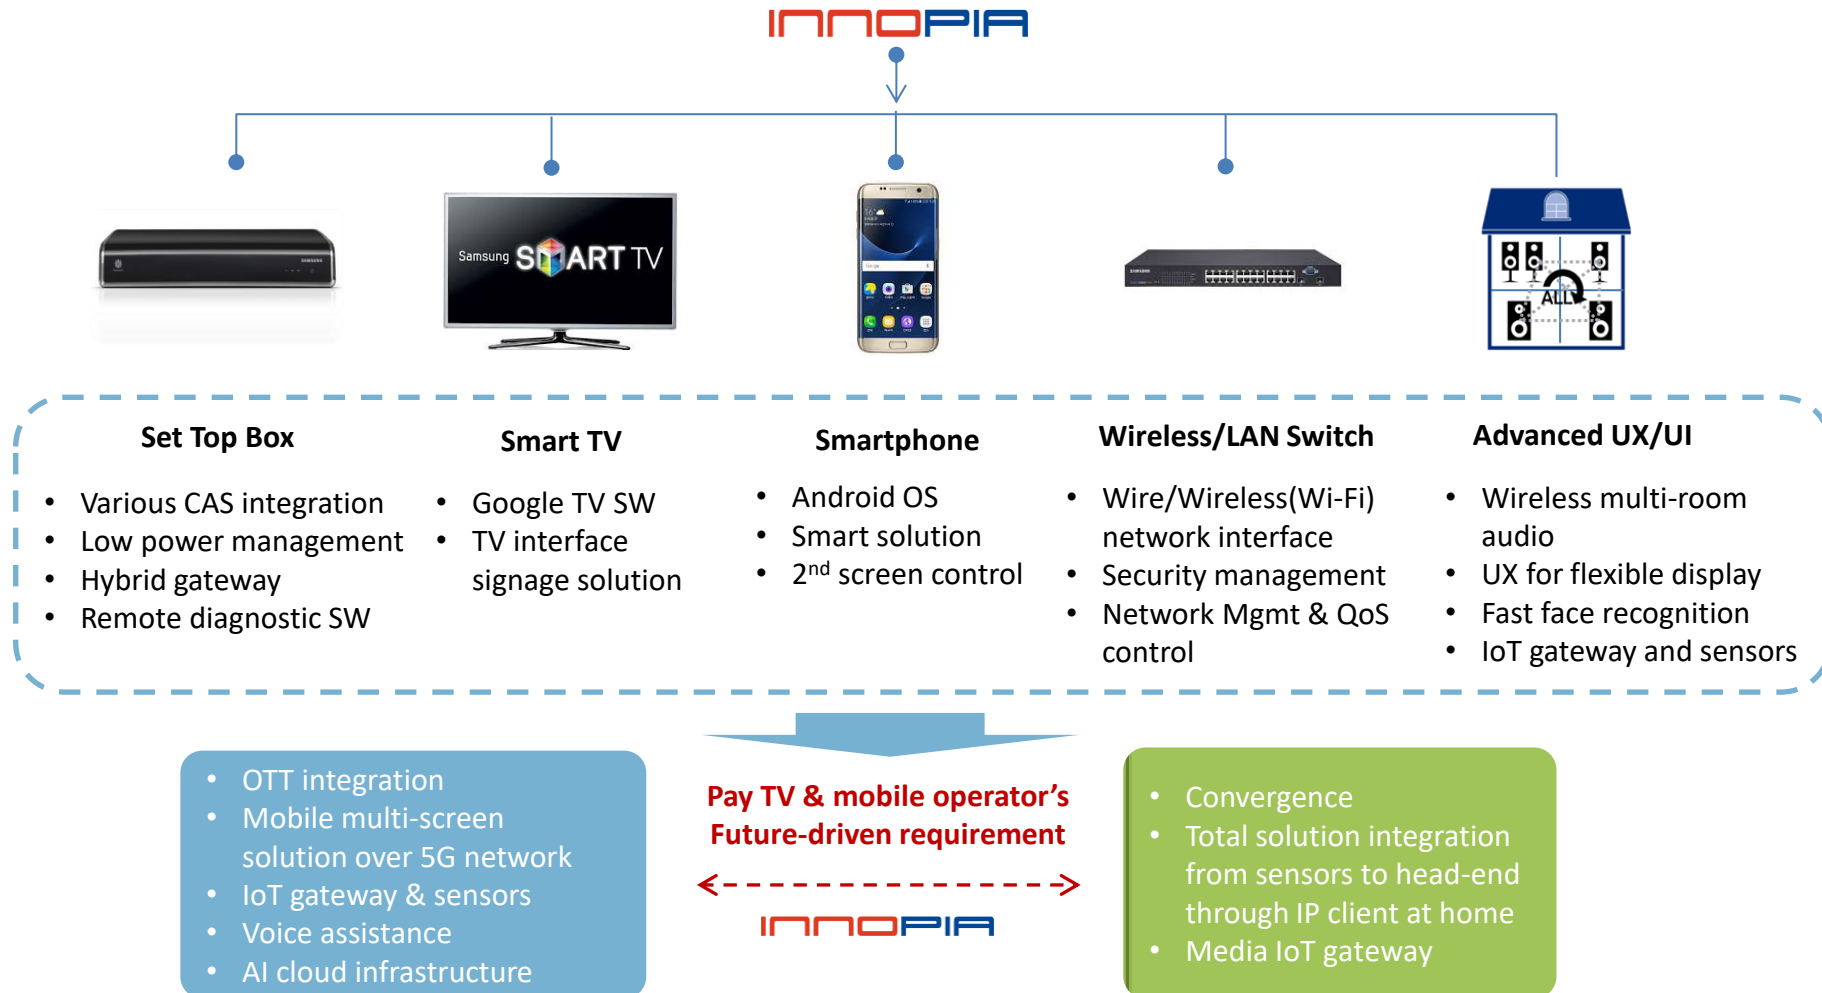 INNOPIA
SAMSUNG
Samsung SMART TV
Google
SAMSUNG
ALL
Set Top Box
• Various CAS integration
• Low power management
• Hybrid gateway
• Remote diagnostic SW
Smart TV
• Google TV SW
• TV interface
signage solution
Smartphone
• Android OS
• Smart solution
• 2nd screen control
Wireless/LAN Switch
• Wire/Wireless(Wi-Fi)
network interface
• Security management
• Network Mgmt & QoS
control
Advanced UX/UI
• Wireless multi-room
audio
• UX for flexible display
• Fast face recognition
• IoT gateway and sensors
• OTT integration
• Mobile multi-screen
solution over 5G network
• IoT gateway & sensors
• Voice assistance
• AI cloud infrastructure
Pay TV & mobile operator’s
Future-driven requirement
INNOPIA
• Convergence
• Total solution integration
from sensors to head-end
through IP client at home
• Media IoT gateway